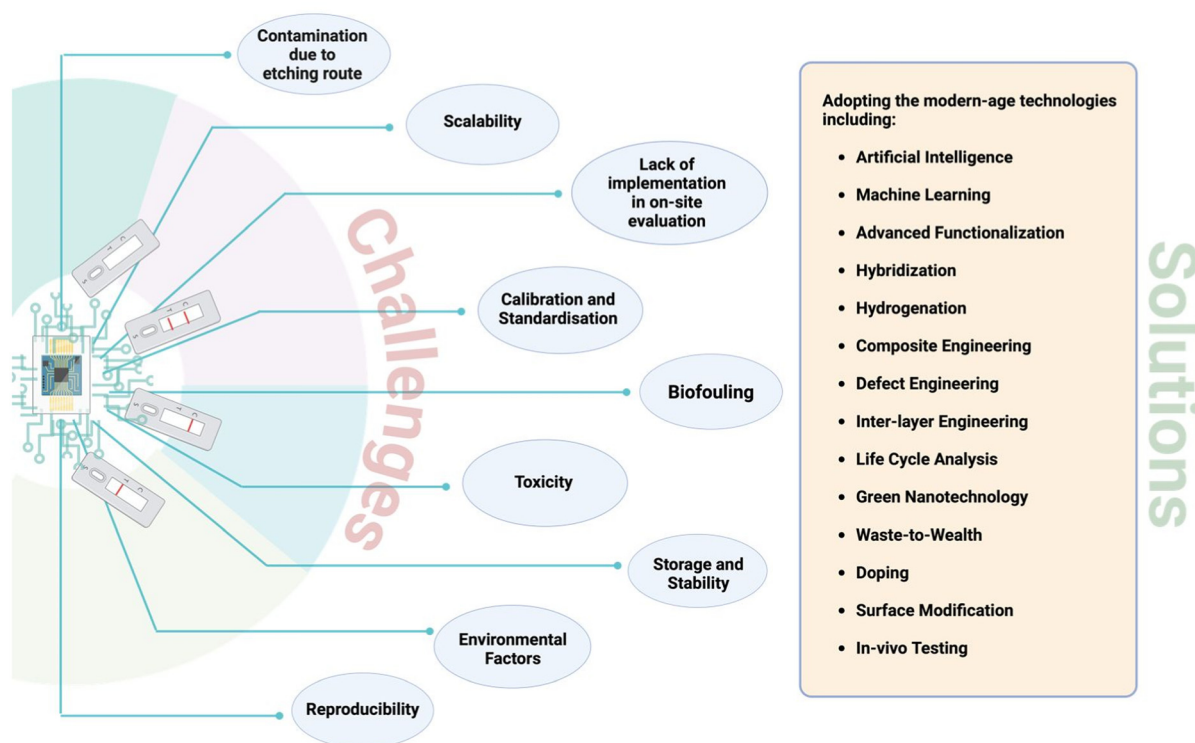 Contamination
due to
etching route
Scalability
Lack of
implementation
in on-site
evaluation
Calibration and
Standardisation
Biofouling
Toxicity
Storage and
Stability
Environmental
Factors
Reproducibility
Challenges
Adopting the modern-age technologies
including:
• Artificial Intelligence
• Machine Learning
• Advanced Functionalization
• Hybridization
• Hydrogenation
• Composite Engineering
• Defect Engineering
• Inter-layer Engineering
• Life Cycle Analysis
• Green Nanotechnology
• Waste-to-Wealth
• Doping
• Surface Modification
• In-vivo Testing
Solutions
C
T
S
C
T
S
C
T
S
C
T
S